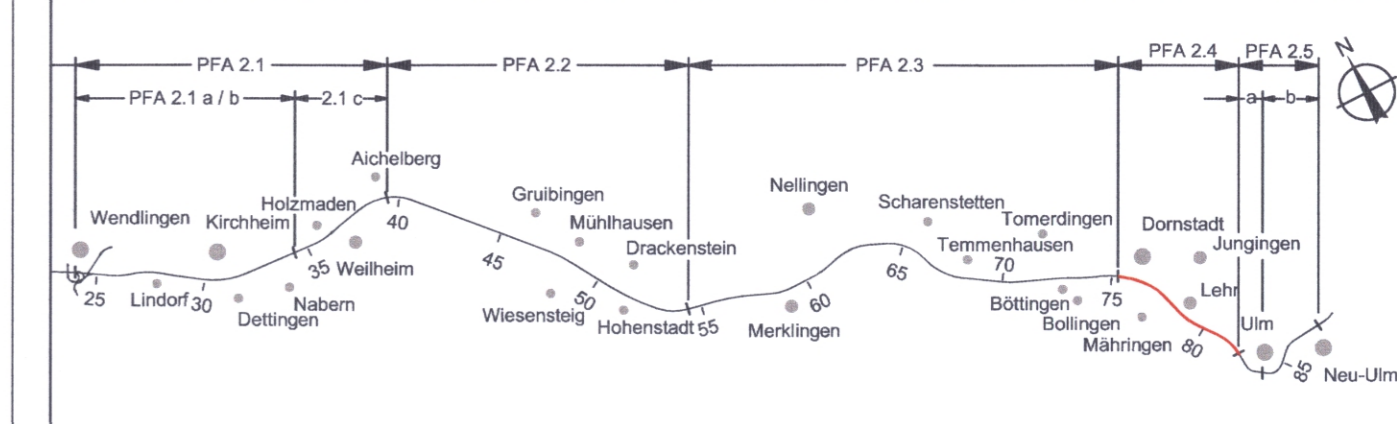 PFA 2.1
PFA 2.2
PFA 2.3
PFA 2.4
PFA 2.5
N
PFA 2.1 a / b
2.1 c
a
b
Aichelberg
Wendlingen
Kirchheim
Holzmaden
Gruibingen
Mühlhausen
Drackenstein
Nellingen
Scharenstetten
Tomerdingen
Temmenhausen
Dornstadt
Jungingen
25
Lindorf
30
Dettingen
Nabern
35
Weilheim
40
45
Wiesensteig
50
Hohenstadt
55
Merklingen
60
65
70
Böttingen
Bollingen
Mähringen
75
Lehr
80
Ulm
85
Neu-Ulm